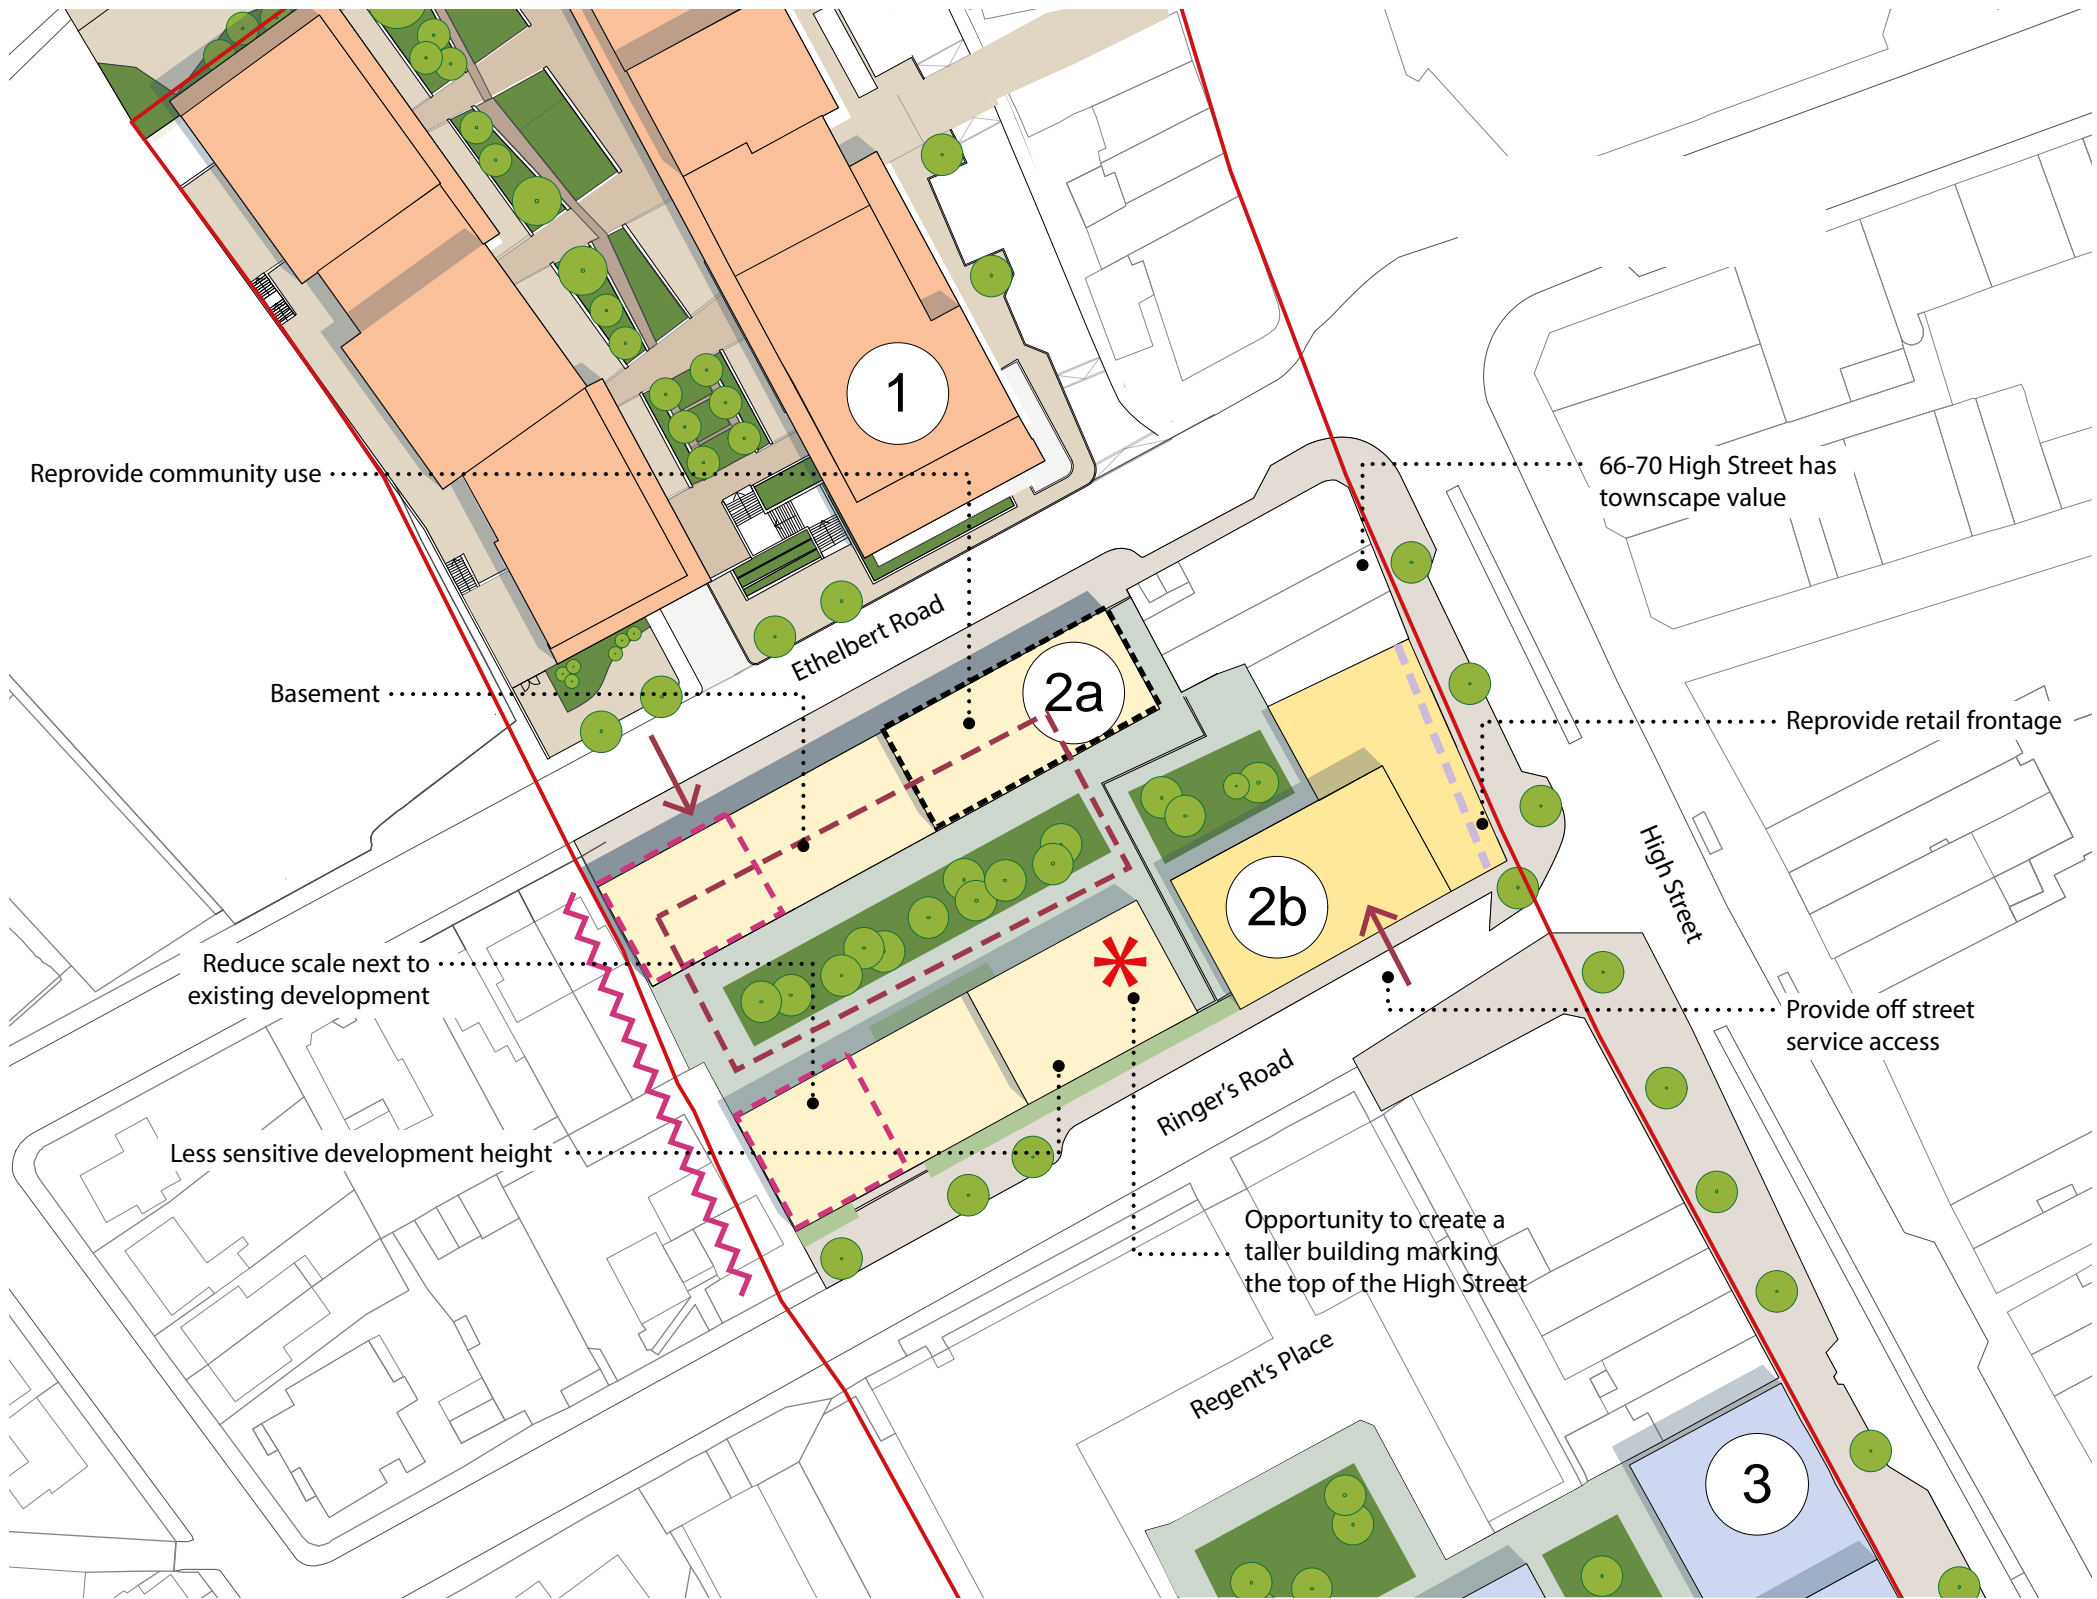 1
Reprovide community use
66-70 High Street has
townscape value
Ethelbert Road
Basement
2a
Reprovide retail frontage
High Street
2b
Reduce scale next to
existing development
Provide off street
service access
Ringer's Road
Less sensitive development height
Opportunity to create a
taller building marking
the top of the High Street
Regent's Place
3